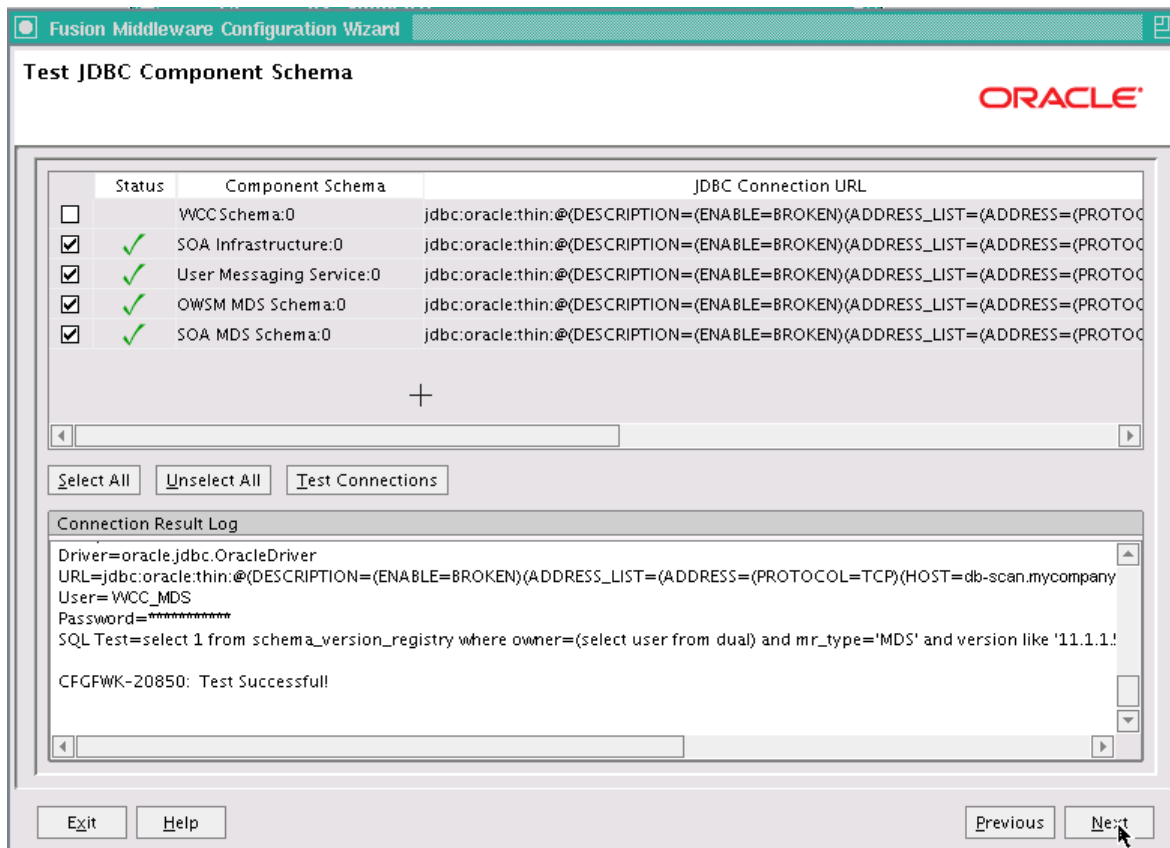 Fusion Middleware Configuration Wizard
Test JDBC Component Schema
ORACLE
Status Component Schema JDBC Connection URL
WCCSchema:0 jdbc:oracle:thin:@(DESCRIPTION=(ENABLE=BROKEN)(ADDRESS_LIST=(ADDRESS=(PROTOC
SOA Infrastructure:0 jdbc:oracle:thin:@(DESCRIPTION=(ENABLE=BROKEN)(ADDRESS_LIST=(ADDRESS=(PROTOC
User Messaging Service:0 jdbc:oracle:thin:@(DESCRIPTION=(ENABLE=BROKEN)(ADDRESS_LIST=(ADDRESS=(PROTOC
OWSM MDS Schema:0 jdbc:oracle:thin:@(DESCRIPTION=(ENABLE=BROKEN)(ADDRESS_LIST=(ADDRESS=(PROTOC
SOA MDS Schema:0 jdbc:oracle:thin:@(DESCRIPTION=(ENABLE=BROKEN)(ADDRESS_LIST=(ADDRESS=(PROTOC
Select All Unselect All Test Connections
Connection Result Log
Driver=oracle.jdbc.OracleDriver
URL=jdbc:oracle:thin:@(DESCRIPTION=(ENABLE=BROKEN)(ADDRESS_LIST=(ADDRESS=(PROTOCOL=TCP)(HOST=db-scan.mycompany
User=WCC_MDS
Password=***********
SQL Test=select 1 from schema_version_registry where owner=(select user from dual) and mr_type='MDS' and version like '11.1.1.
CFGFWK-20850: Test Successful!
Exit Help Previous Next